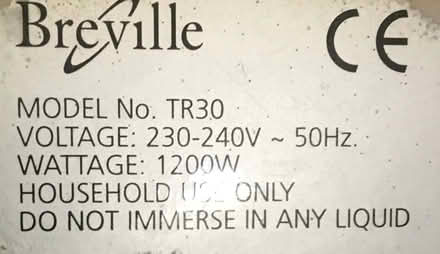 Breville CE
MODEL No. TR30
VOLTAGE: 230-240V ~ 50Hz.
WATTAGE: 1200W
HOUSEHOLD USE ONLY
DO NOT IMMERSE IN ANY LIQUID